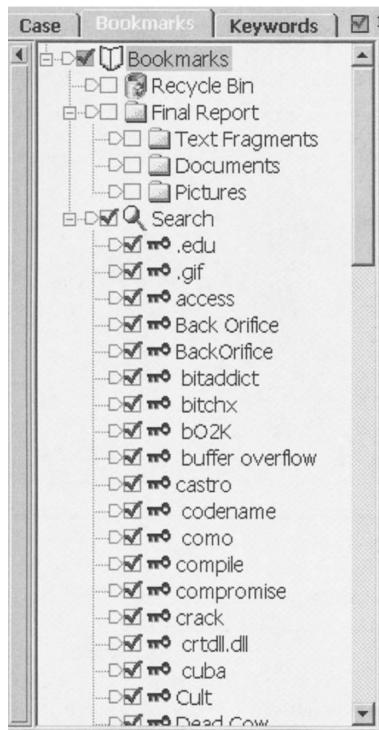 Case Bookmarks Keywords
Bookmarks
Recycle Bin
Final Report
Text Fragments
Documents
Pictures
Search
.edu
.gif
access
Back Orifice
BackOrifice
bitaddict
bitchx
bO2K
buffer overflow
castro
codename
como
compile
compromise
crack
crtdll.dll
cuba
Cult
Dead Cow